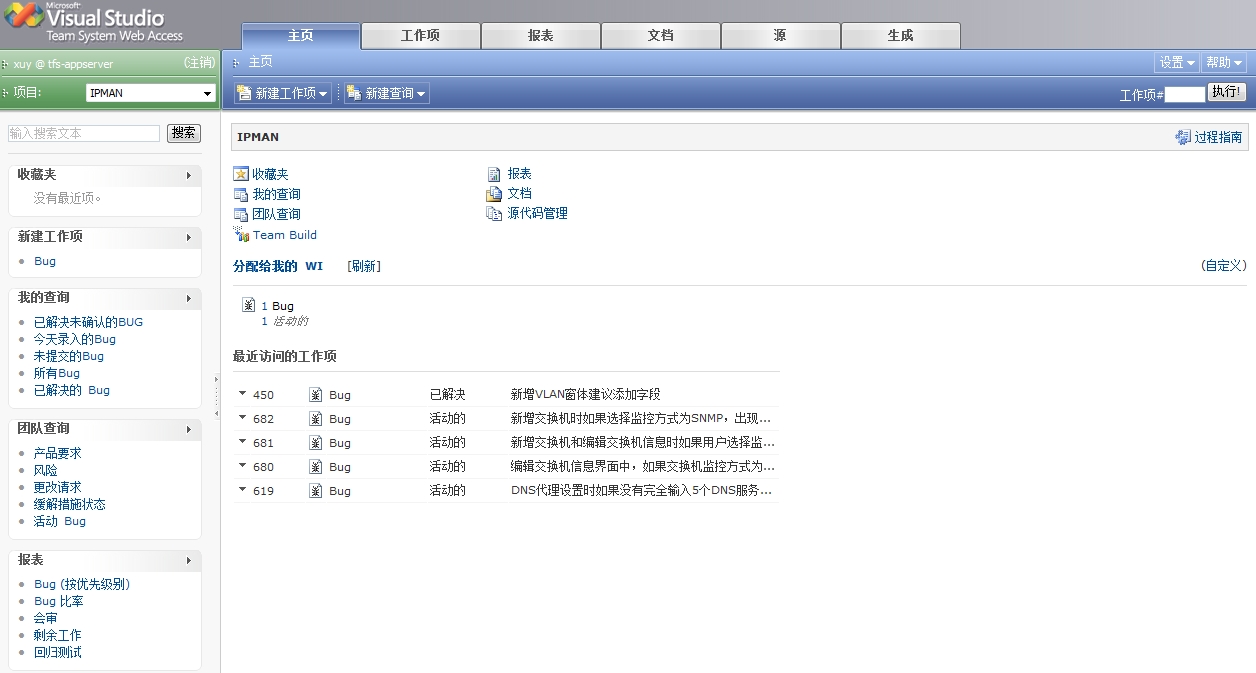 Microsoft
Visual Studio
Team System Web Access
主页 工作项 报表 文档 源 生成
xuy @ tfs-appserver (注销)
主页
设置 帮助
项目: IPMAN
新建工作项 新建查询
工作项# 执行!
输入搜索文本 搜索
收藏夹
没有最近项。
新建工作项
Bug
我的查询
已解决未确认的BUG
今天录入的Bug
未提交的Bug
所有Bug
已解决的 Bug
团队查询
产品要求
风险
更改请求
缓解措施状态
活动 Bug
报表
Bug (按优先级别)
Bug 比率
会审
剩余工作
回归测试
IPMAN 过程指南
收藏夹
我的查询
团队查询
Team Build
报表
文档
源代码管理
分配给我的 WI [刷新] (自定义)
1 Bug
1 活动的
最近访问的工作项
450 Bug 已解决 新增VLAN窗体建议添加字段
682 Bug 活动的 新增交换机时如果选择监控方式为SNMP，出现...
681 Bug 活动的 新增交换机和编辑交换机信息时如果用户选择监...
680 Bug 活动的 编辑交换机信息界面中，如果交换机监控方式为...
619 Bug 活动的 DNS代理设置时如果没有完全输入5个DNS服务...